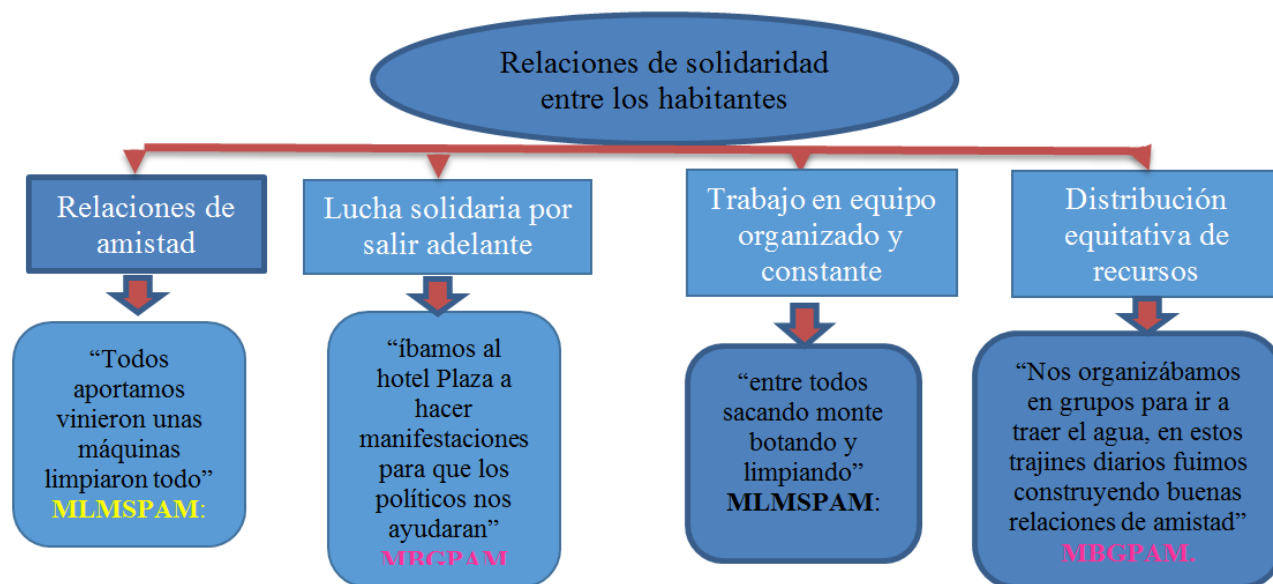 Relaciones de solidaridad
entre los habitantes
Relaciones de
amistad
Lucha solidaria por
salir adelante
Trabajo en equipo
organizado y
constante
Distribución
equitativa de
recursos
“Todos
aportamos
vinieron unas
máquinas
limpiaron todo”
MLMSPAM:
“íbamos al
hotel Plaza a
hacer
manifestaciones
para que los
políticos nos
ayudaran”
MBGPAM
“entre todos
sacando monte
botando y
limpiando”
MLMSPAM:
“Nos organizábamos
en grupos para ir a
traer el agua, en estos
trajines diarios fuimos
construyendo buenas
relaciones de amistad”
MBGPAM.